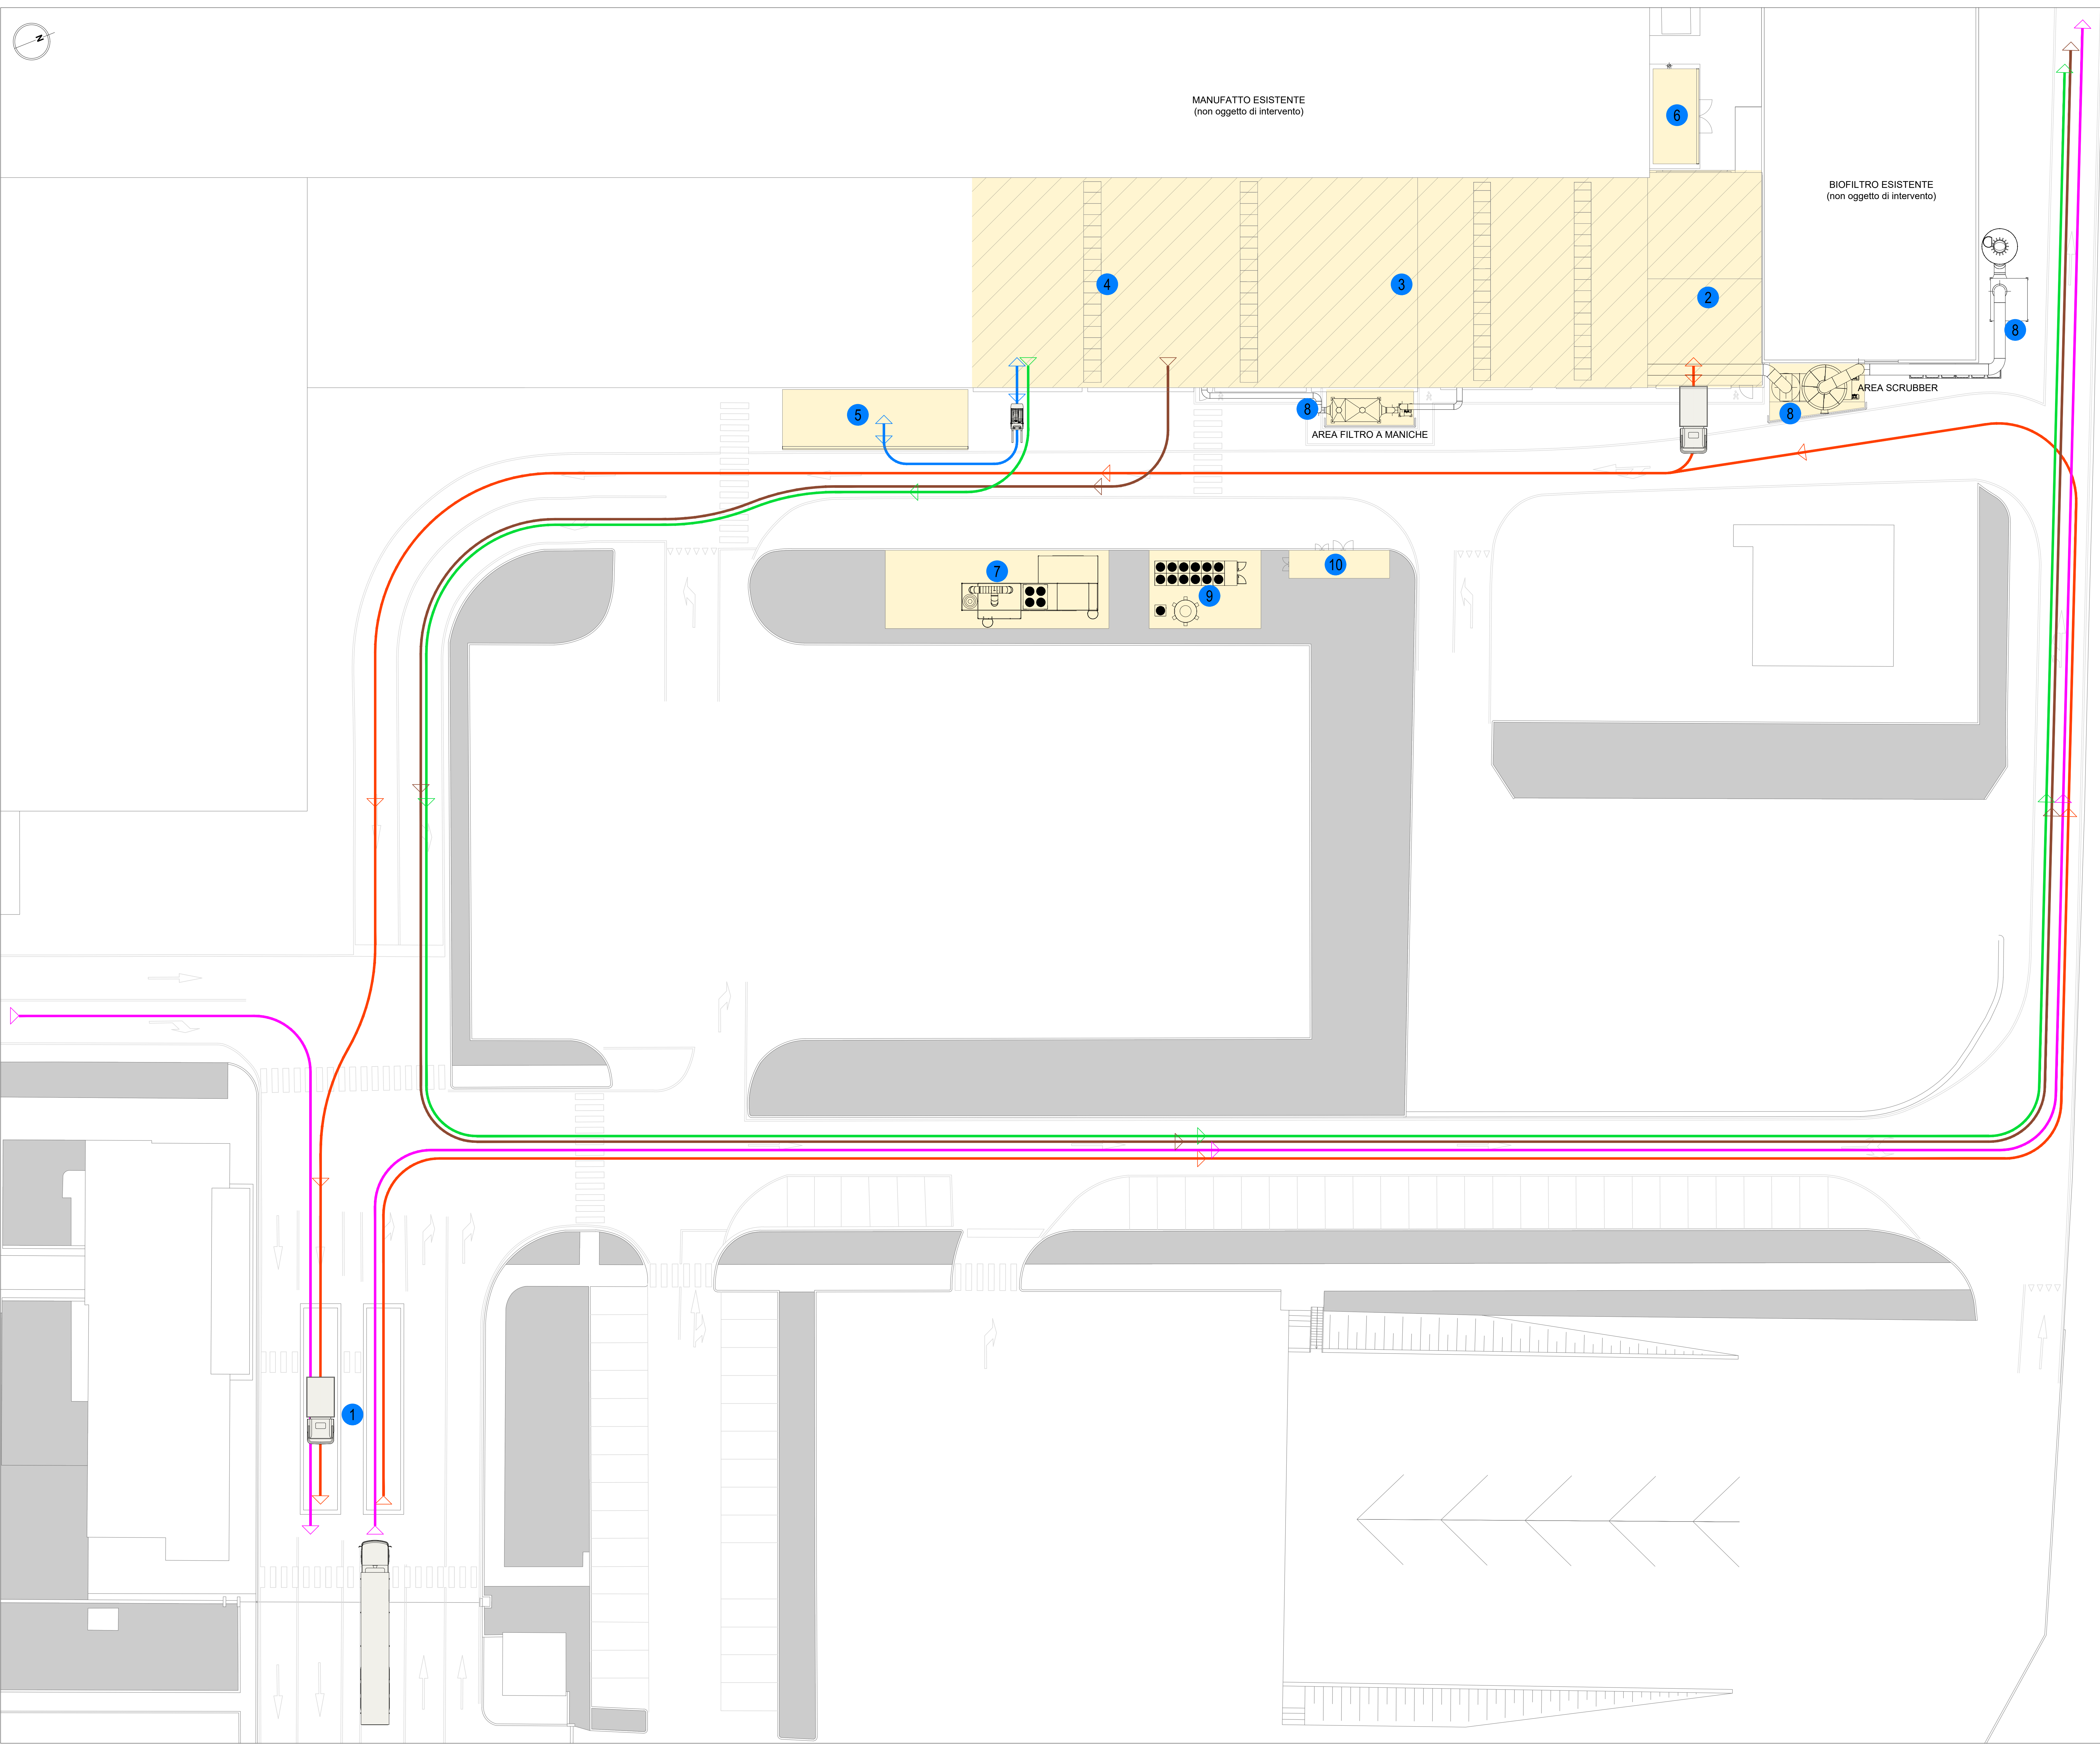 N
MANUFATTO ESISTENTE
(non oggetto di intervento)
6
BIOFILTRO ESISTENTE
(non oggetto di intervento)
4
3
2
8
5
8
AREA FILTRO A MANICHE
8
AREA SCRUBBER
7
9
10
1